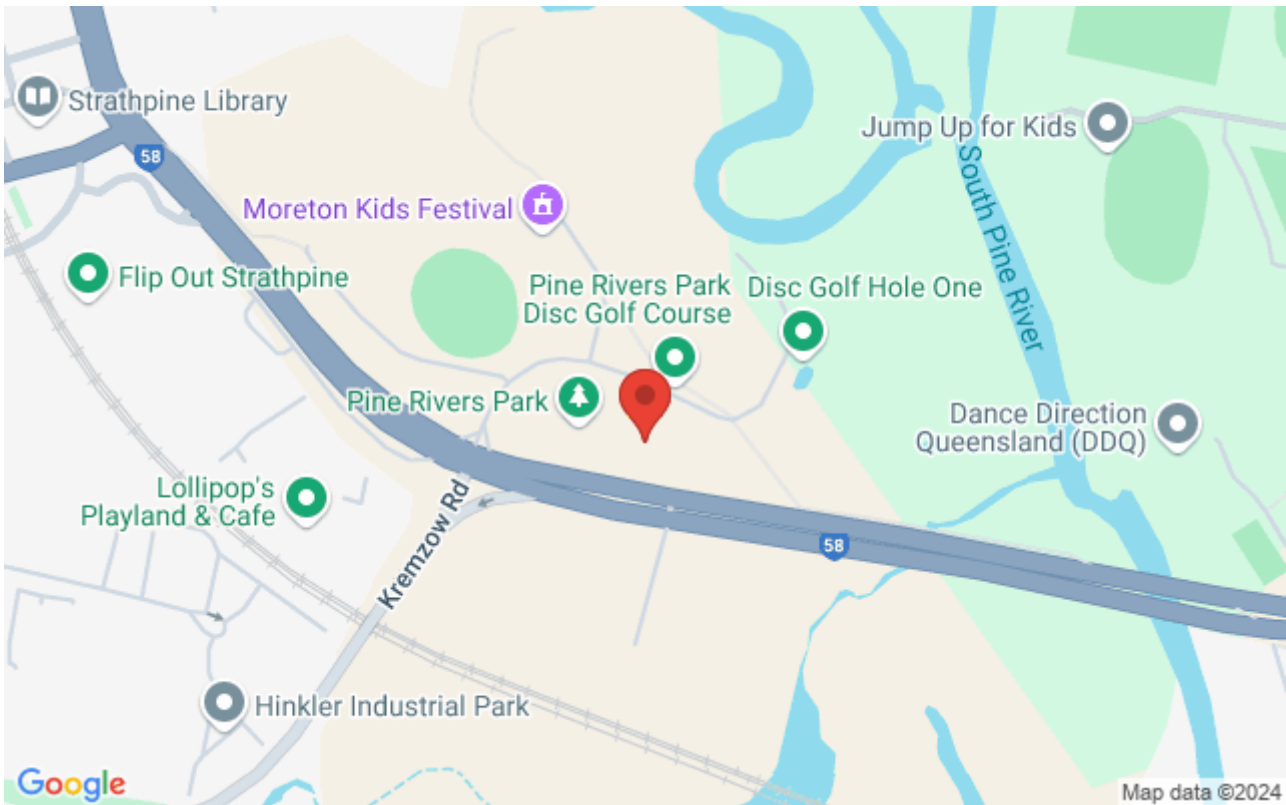 Strathpine Library
58
Jump Up for Kids
Moreton Kids Festival
South Pine River
Flip Out Strathpine
Pine Rivers Park
Disc Golf Course
Disc Golf Hole One
Pine Rivers Park
Dance Direction
Queensland (DDQ)
Lollipop's
Playland & Cafe
Kremzow Rd
58
Hinkler Industrial Park
Google
Map data ©2024